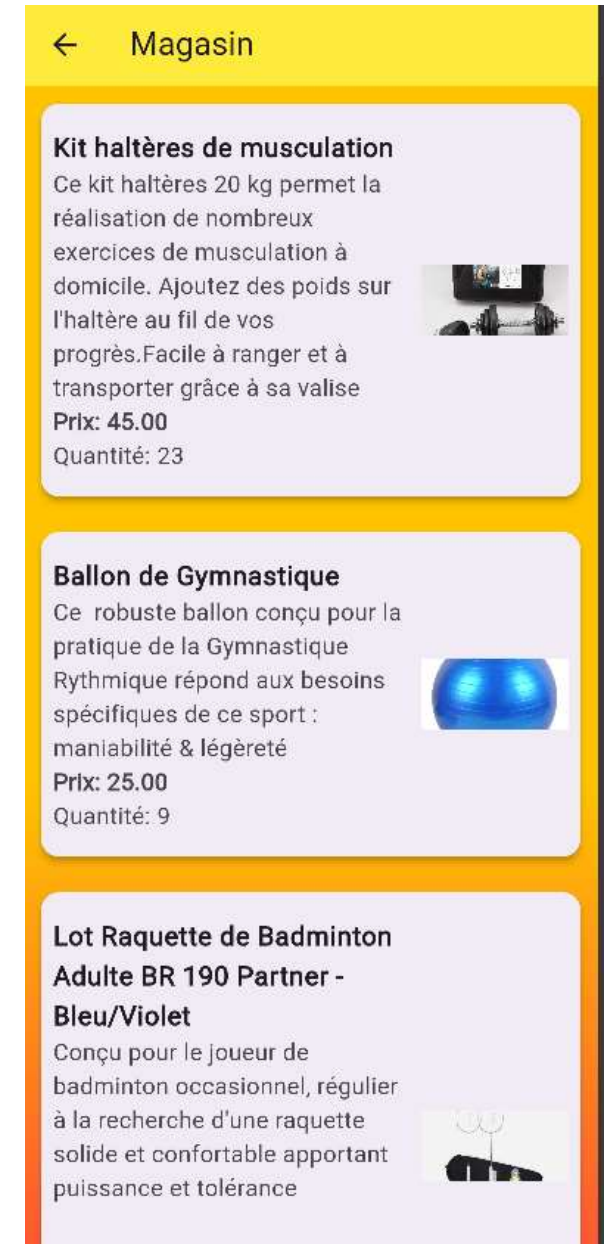 Magasin
Kit haltères de musculation
Ce kit haltères 20 kg permet la
réalisation de nombreux
exercices de musculation à
domicile. Ajoutez des poids sur
l'haltère au fil de vos
progrès.Facile à ranger et à
transporter grâce à sa valise
Prix: 45.00
Quantité: 23
Ballon de Gymnastique
Ce  robuste ballon conçu pour la
pratique de la Gymnastique
Rythmique répond aux besoins
spécifiques de ce sport :
maniabilité & légèreté
Prix: 25.00
Quantité: 9
Lot Raquette de Badminton
Adulte BR 190 Partner -
Bleu/Violet
Conçu pour le joueur de
badminton occasionnel, régulier
à la recherche d'une raquette
solide et confortable apportant
puissance et tolérance